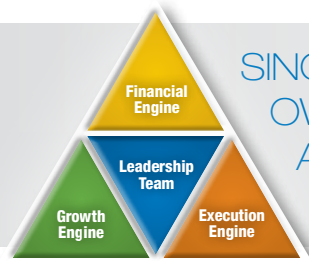 Financial
Engine
Leadership
Team
Growth
Engine
Execution
Engine